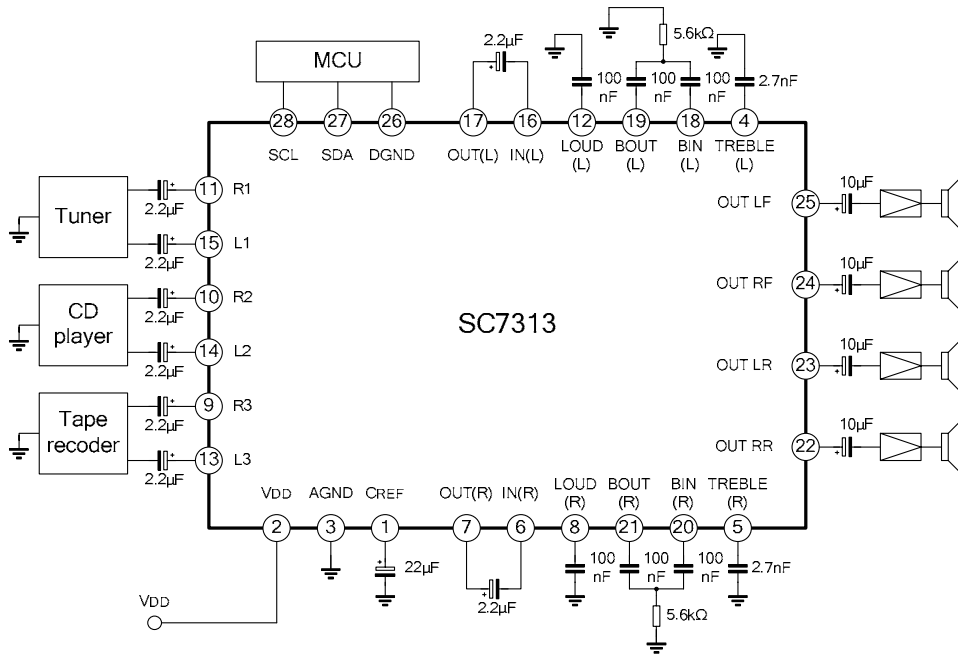 MCU
28
27
26
17
16
12
19
18
4
SCL
SDA
DGND
OUT(L)
IN(L)
LOUD
(L)
BOUT
(L)
BIN
(L)
TREBLE
(L)
2.2μF
+
100
nF
100
nF
100
nF
5.6kΩ
2.7nF
Tuner
2.2μF
+
11
R1
2.2μF
+
15
L1
CD
player
2.2μF
+
10
R2
2.2μF
+
14
L2
Tape
recoder
2.2μF
+
9
R3
2.2μF
+
13
L3
SC7313
OUT LF
25
10μF
+
OUT RF
24
10μF
+
OUT LR
23
10μF
+
OUT RR
22
10μF
+
VDD
AGND
CREF
OUT(R)
IN(R)
LOUD
(R)
BOUT
(R)
BIN
(R)
TREBLE
(R)
2
3
1
7
6
8
21
20
5
+
22μF
+
2.2μF
100
nF
100
nF
100
nF
2.7nF
5.6kΩ
VDD